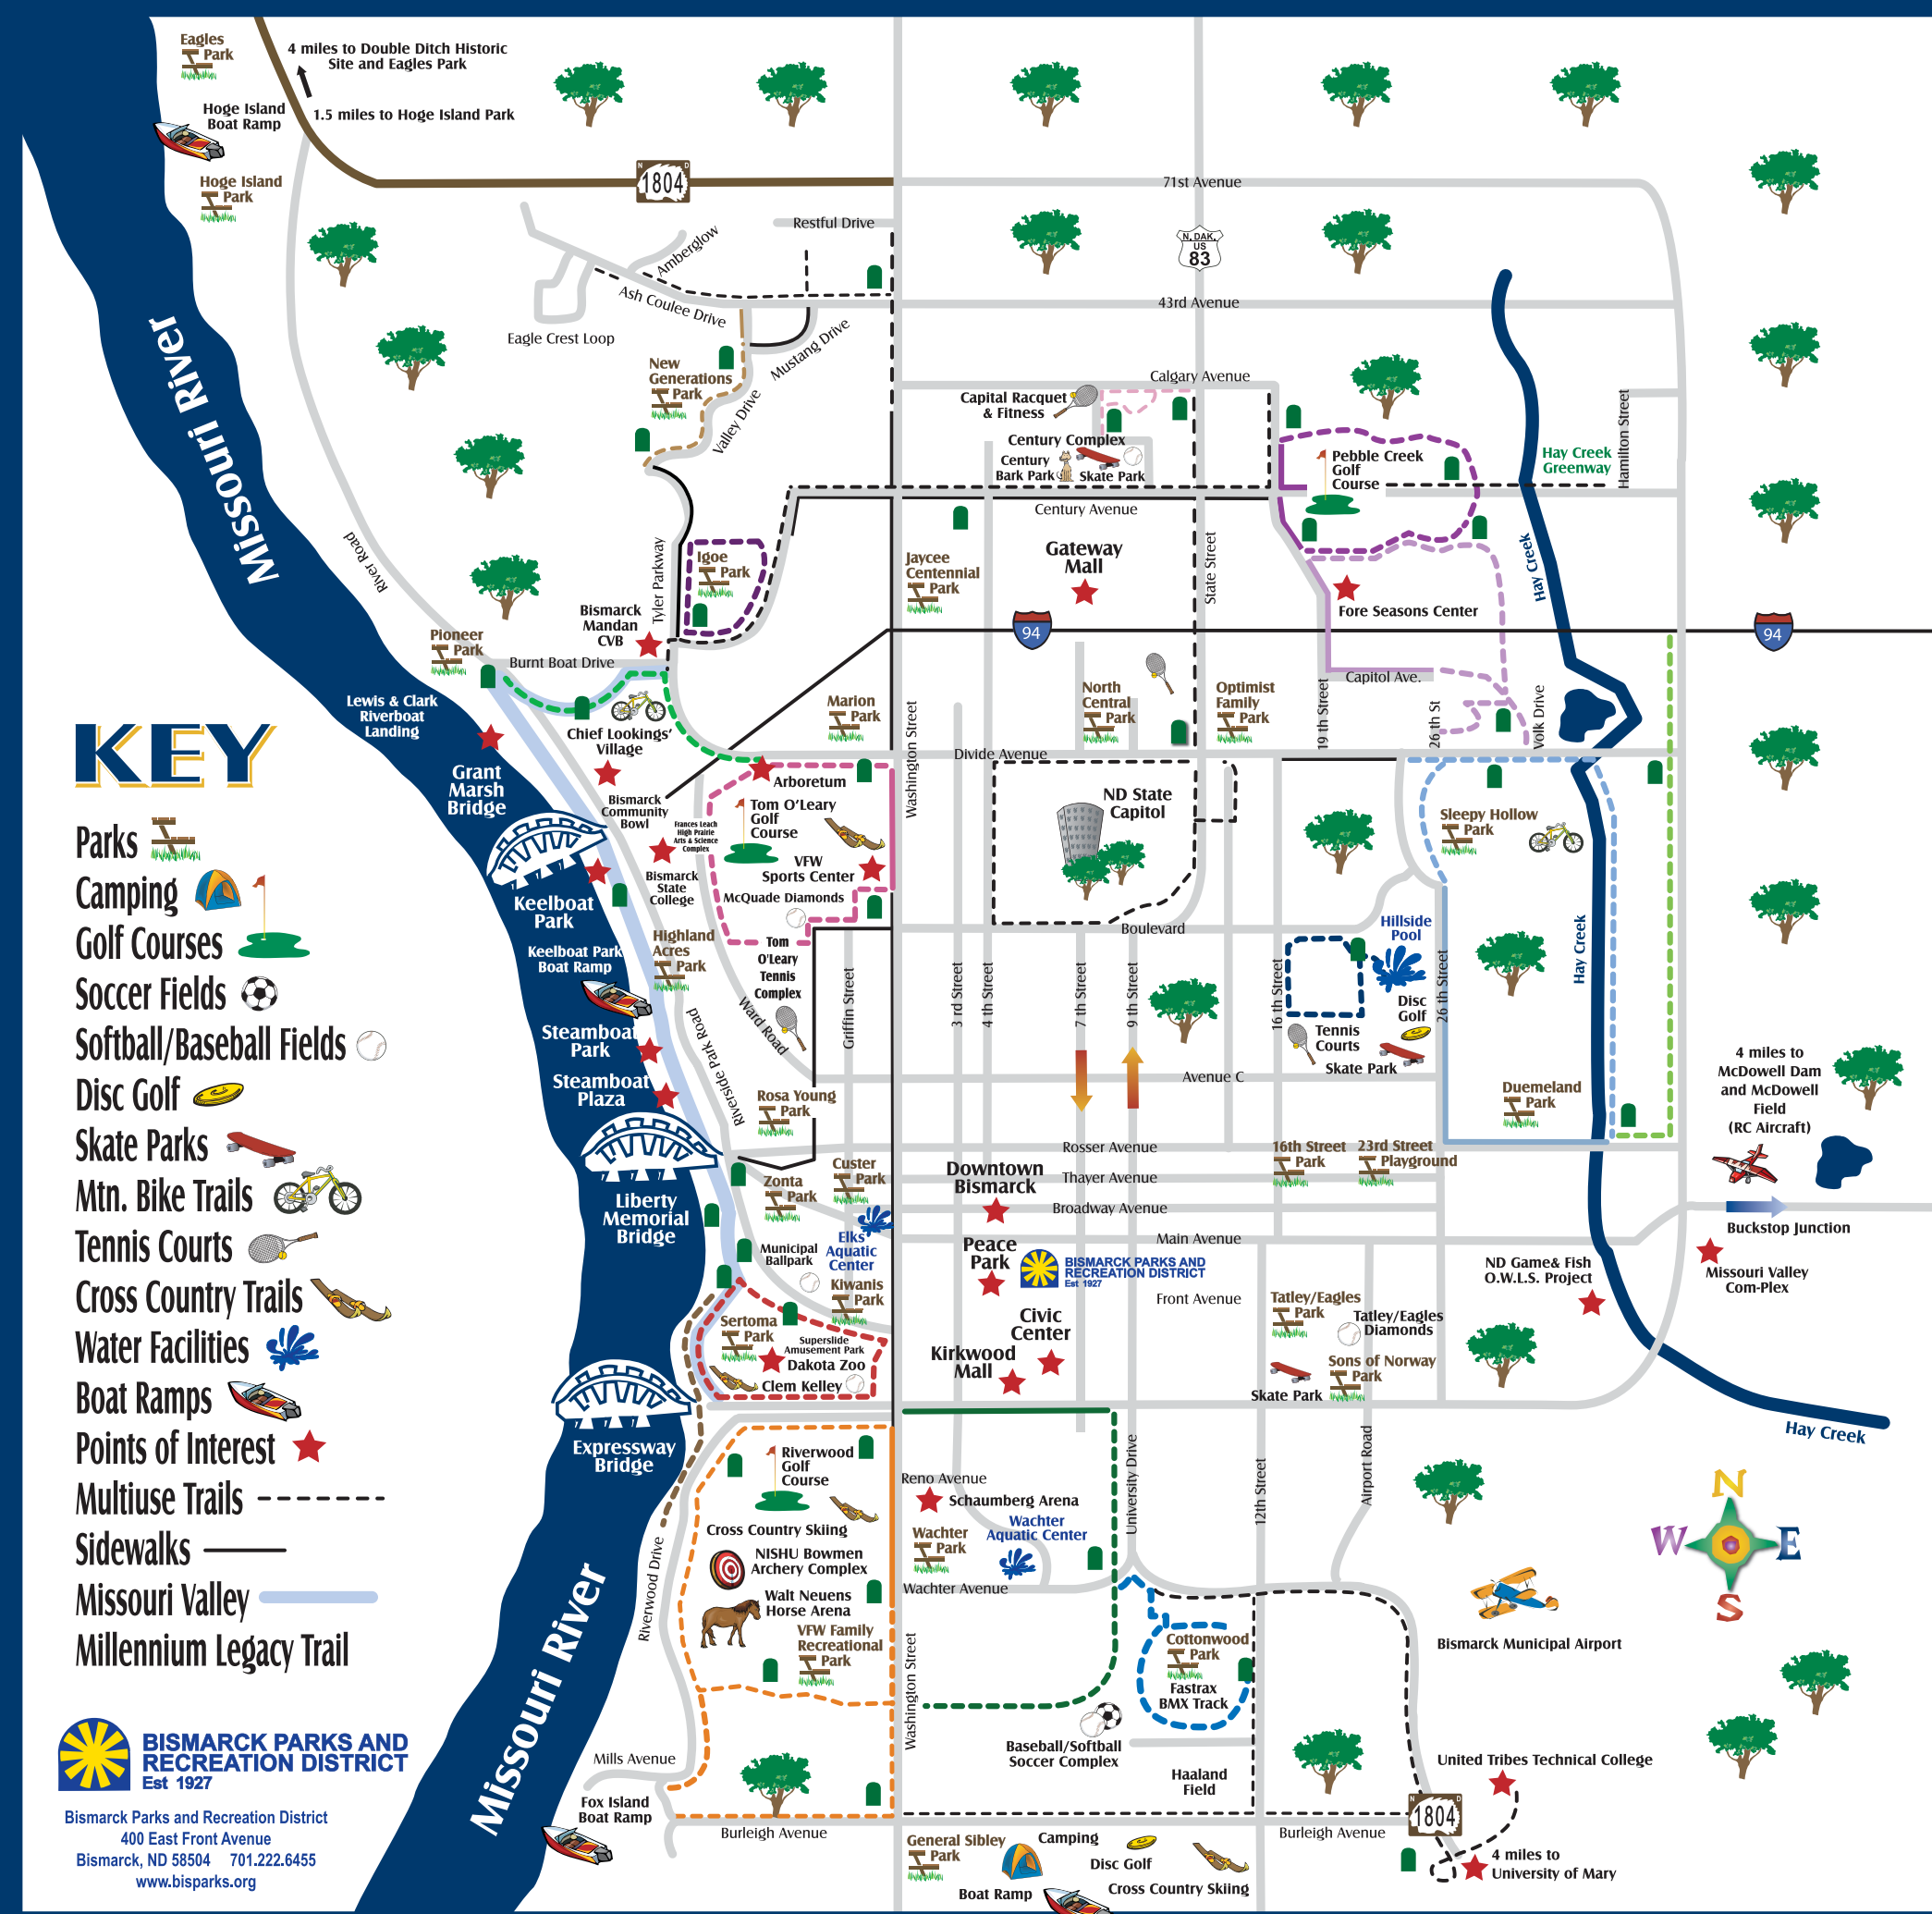 Eagles
Park
4 miles to Double Ditch Historic
Site and Eagles Park
1.5 miles to Hoge Island Park
Hoge Island
Boat Ramp
Hoge Island
Park
N D
1804
71st Avenue
Restful Drive
Amberglow
N. DAK.
US
83
Ash Coulee Drive
43rd Avenue
Eagle Crest Loop
Mustang Drive
Missouri River
New
Generations
Park
Valley Drive
Calgary Avenue
Capital Racquet
& Fitness
Century Complex
Century
Bark Park
Skate Park
Pebble Creek
Golf
Course
Hay Creek
Greenway
Hamilton Street
Century Avenue
River Road
Tyler Parkway
Igoe
Park
Jaycee
Centennial
Park
Gateway
Mall
State Street
Hay Creek
Fore Seasons Center
Bismarck
Mandan
CVB
94
94
Pioneer
Park
Burnt Boat Drive
Lewis & Clark
Riverboat
Landing
Chief Lookings'
Village
Marion
Park
Washington Street
North
Central
Park
Optimist
Family
Park
19 th Street
Capitol Ave.
26 th St
Volk Drive
Divide Avenue
KEY
Parks
Camping
Golf Courses
Soccer Fields
Softball/Baseball Fields
Disc Golf
Skate Parks
Mtn. Bike Trails
Tennis Courts
Cross Country Trails
Water Facilities
Boat Ramps
Points of Interest
Multiuse Trails
Sidewalks
Missouri Valley
Millennium Legacy Trail
Grant
Marsh
Bridge
Bismarck
Community
Bowl
Frances Leach
High Prairie
Arts & Science
Complex
Arboretum
Tom O'Leary
Golf
Course
VFW
Sports Center
ND State
Capitol
Sleepy Hollow
Park
Bismarck
State
College
McQuade Diamonds
Keelboat
Park
Keelboat Park
Boat Ramp
Highland
Acres
Park
Tom
O'Leary
Tennis
Complex
Boulevard
Hillside
Pool
Hay Creek
Ward Road
Griffin Street
3 rd Street
4 th Street
7 th Street
9 th Street
16 th Street
26 th Street
Disc
Golf
Tennis
Courts
Skate Park
Steamboat
Park
Steamboat
Plaza
Riverside Park Road
Avenue C
Rosa Young
Park
Duemeland
Park
4 miles to
McDowell Dam
and McDowell
Field
(RC Aircraft)
Rosser Avenue
16th Street
Park
23rd Street
Playground
Liberty
Memorial
Bridge
Custer
Park
Zonta
Park
Downtown
Bismarck
Thayer Avenue
Broadway Avenue
Buckstop Junction
Main Avenue
Municipal
Ballpark
Elks
Aquatic
Center
Peace
Park
BISMARCK PARKS AND
RECREATION DISTRICT
Est 1927
ND Game& Fish
O.W.L.S. Project
Missouri Valley
Com-Plex
Kiwanis
Park
Front Avenue
Tatley/Eagles
Park
Tatley/Eagles
Diamonds
Sertoma
Park
Superslide
Amusement Park
Dakota Zoo
Clem Kelley
Civic
Center
Kirkwood
Mall
Sons of Norway
Park
Skate Park
Hay Creek
Expressway
Bridge
Riverwood
Golf
Course
Cross Country Skiing
Reno Avenue
Schaumberg Arena
Wachter
Park
Wachter
Aquatic Center
University Drive
12th Street
Airport Road
N
W
E
S
NISHU Bowmen
Archery Complex
Riverwood Drive
Wachter Avenue
Walt Neuens
Horse Arena
VFW Family
Recreational
Park
Washington Street
Cottonwood
Park
Fastrax
BMX Track
Bismarck Municipal Airport
Missouri River
Baseball/Softball
Soccer Complex
Haaland
Field
United Tribes Technical College
Mills Avenue
Fox Island
Boat Ramp
Burleigh Avenue
Burleigh Avenue
N D
1804
General Sibley
Park
Camping
Disc Golf
Boat Ramp
Cross Country Skiing
4 miles to
University of Mary
BISMARCK PARKS AND
RECREATION DISTRICT
Est 1927
Bismarck Parks and Recreation District
400 East Front Avenue
Bismarck, ND 58504 701.222.6455
www.bisparks.org